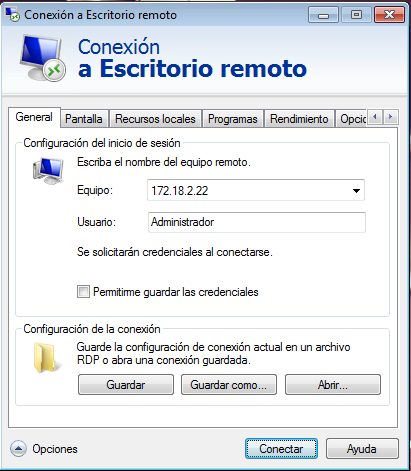 Conexión a Escritorio remoto
Conexión
a Escritorio remoto
General Pantalla Recursos locales Programas Rendimiento Opcio
Configuración del inicio de sesión
Escriba el nombre del equipo remoto.
Equipo: 172.18.2.22
Usuario: Administrador
Se solicitarán credenciales al conectarse.
Permitirme guardar las credenciales
Configuración de la conexión
Guarde la configuración de conexión actual en un archivo
RDP o abra una conexión guardada.
Guardar Guardar como... Abrir...
Opciones Conectar Ayuda